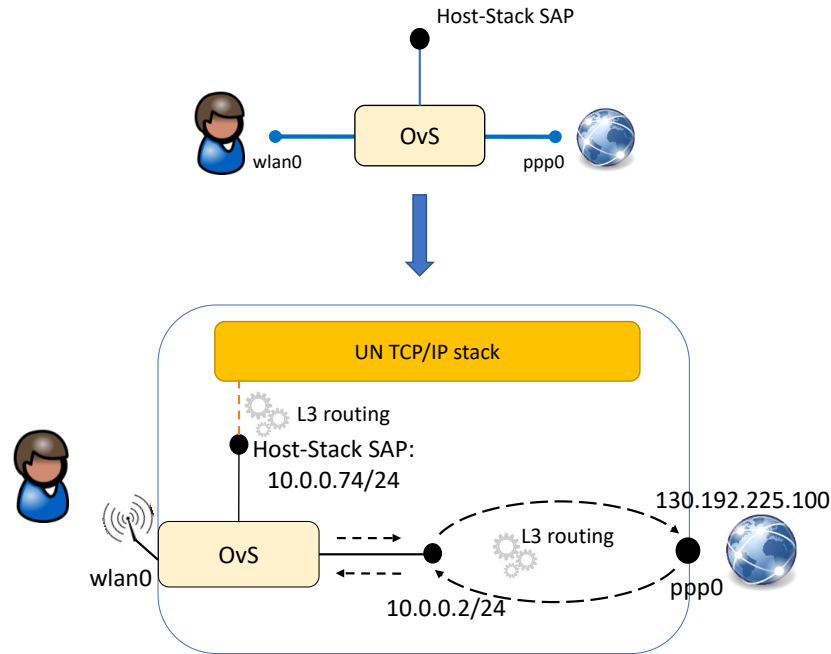 Host-Stack SAP
OvS
wlan0
ppp0
UN TCP/IP stack
L3 routing
Host-Stack SAP:
10.0.0.74/24
130.192.225.100
L3 routing
OvS
wlan0
ppp0
10.0.0.2/24